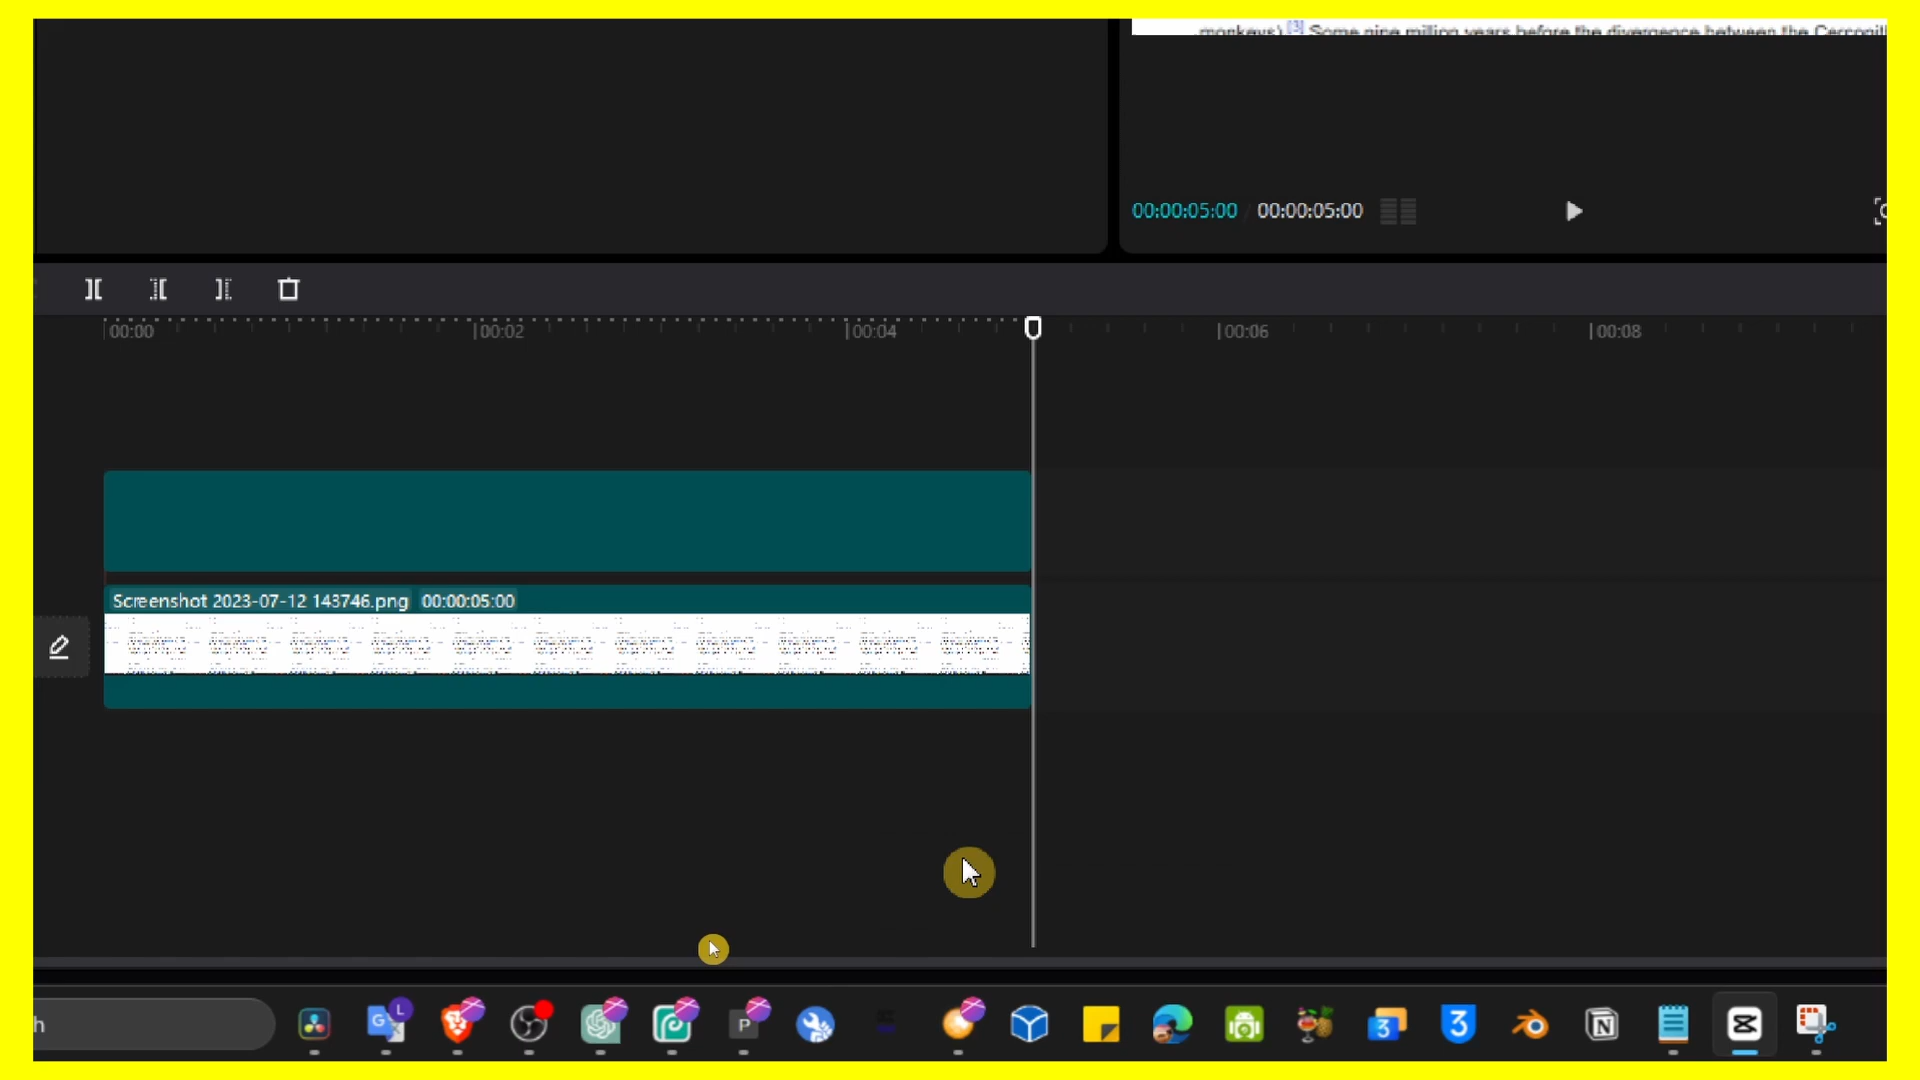 monkeys).[3] Some nine million years before the divergence between the
00:00:05:00 00:00:05:00
00:00 00:02 00:04 00:06 00:08
Screenshot 2023-07-12 143746.png 00:00:05:00
h
G L P 3 3 N